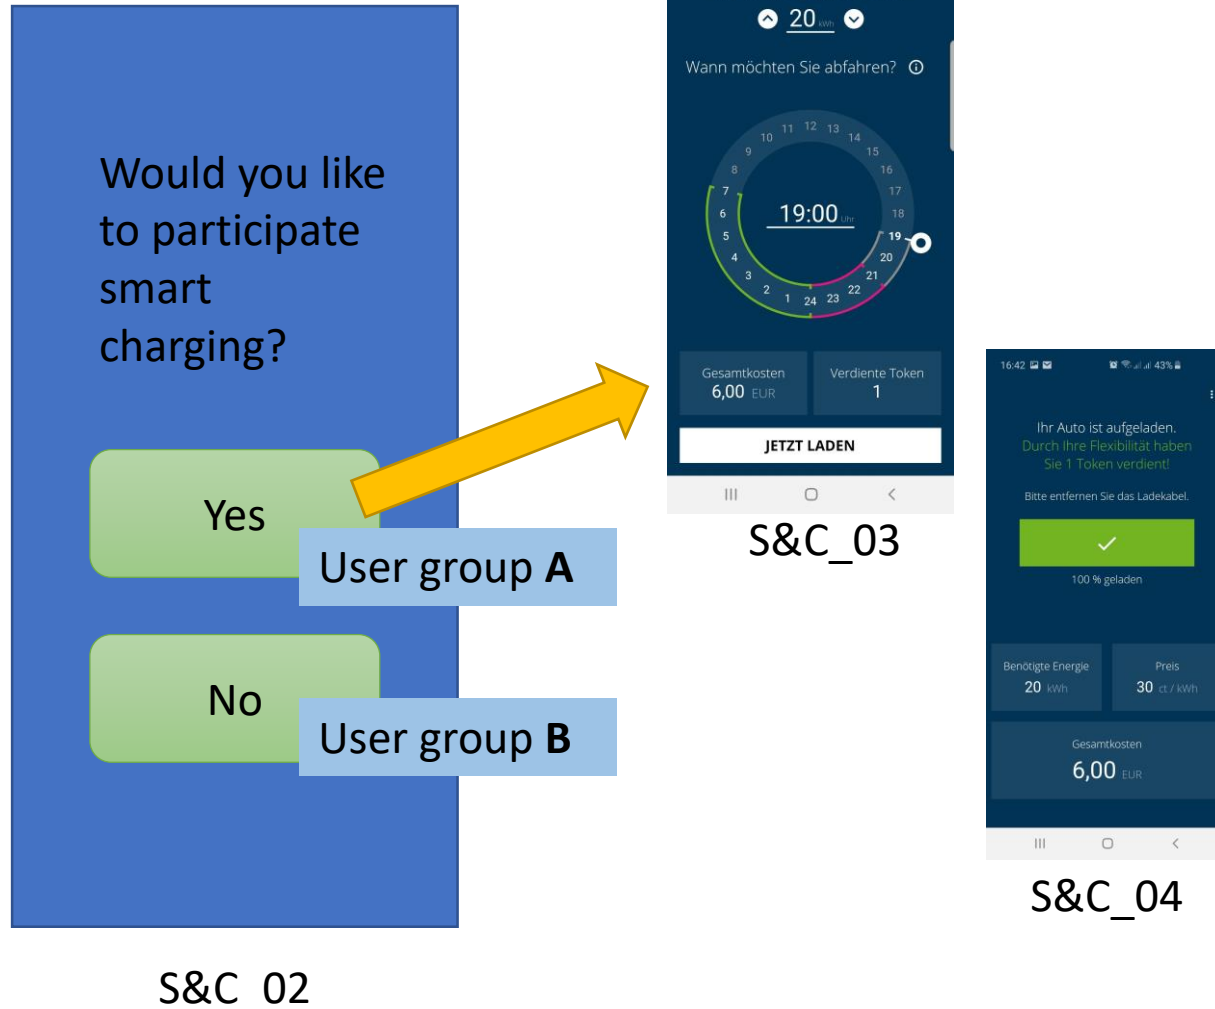 Would you like
to participate
smart
charging?
Yes
User group A
No
User group B
S&C_02
20 kWh
Wann möchten Sie abfahren?
11 12 13
10 14
9 15
8 16
7 17
6 19:00 Uhr 18
5 19
4 20
3 21
2 22
1 24 23
Gesamtkosten
6,00 EUR
Verdiente Token
1
JETZT LADEN
S&C_03
16:42
43%
Ihr Auto ist aufgeladen.
Durch Ihre Flexibilität haben
Sie 1 Token verdient!
Bitte entfernen Sie das Ladekabel.
100 % geladen
Benötigte Energie
20 kWh
Preis
30 ct / kWh
Gesamtkosten
6,00 EUR
S&C_04